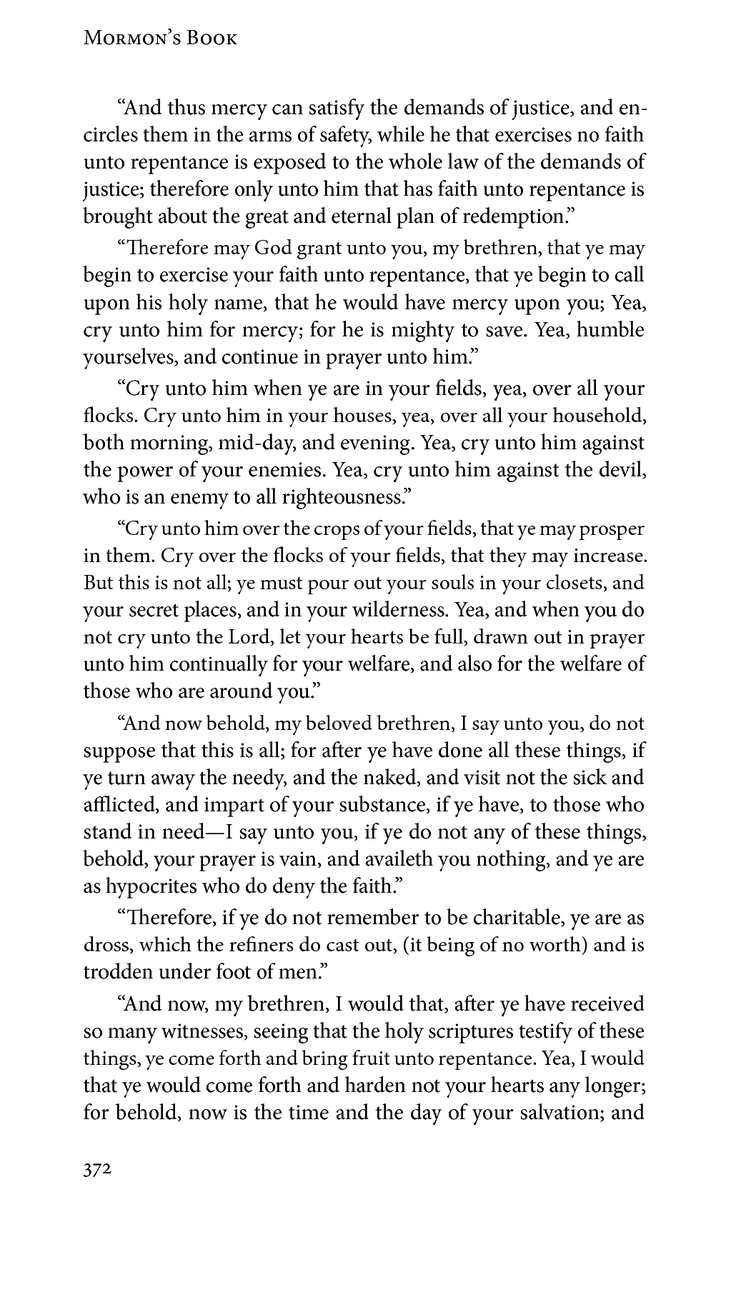 Mormon's Book
“And thus mercy can satisfy the demands of justice, and en-
circles them in the arms of safety, while he that exercises no faith
unto repentance is exposed to the whole law of the demands of
justice; therefore only unto him that has faith unto repentance is
brought about the great and eternal plan of redemption.”
“Therefore may God grant unto you, my brethren, that ye may
begin to exercise your faith unto repentance, that ye begin to call
upon his holy name, that he would have mercy upon you; Yea,
cry unto him for mercy; for he is mighty to save. Yea, humble
yourselves, and continue in prayer unto him.”
“Cry unto him when ye are in your fields, yea, over all your
flocks. Cry unto him in your houses, yea, over all your household,
both morning, mid-day, and evening. Yea, cry unto him against
the power of your enemies. Yea, cry unto him against the devil,
who is an enemy to all righteousness.”
“Cry unto him over the crops of your fields, that ye may prosper
in them. Cry over the flocks of your fields, that they may increase.
But this is not all; ye must pour out your souls in your closets, and
your secret places, and in your wilderness. Yea, and when you do
not cry unto the Lord, let your hearts be full, drawn out in prayer
unto him continually for your welfare, and also for the welfare of
those who are around you.”
“And now behold, my beloved brethren, I say unto you, do not
suppose that this is all; for after ye have done all these things, if
ye turn away the needy, and the naked, and visit not the sick and
afflicted, and impart of your substance, if ye have, to those who
stand in need—I say unto you, if ye do not any of these things,
behold, your prayer is vain, and availeth you nothing, and ye are
as hypocrites who do deny the faith.”
“Therefore, if ye do not remember to be charitable, ye are as
dross, which the refiners do cast out, (it being of no worth) and is
trodden under foot of men.”
“And now, my brethren, I would that, after ye have received
so many witnesses, seeing that the holy scriptures testify of these
things, ye come forth and bring fruit unto repentance. Yea, I would
that ye would come forth and harden not your hearts any longer;
for behold, now is the time and the day of your salvation; and
372